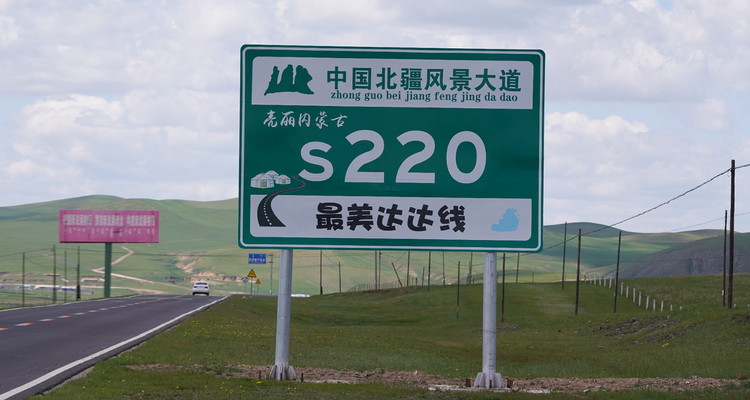 中国北疆风景大道
zhong guo bei jiang feng jing da dao
亮丽内蒙古
S220
最美达达线